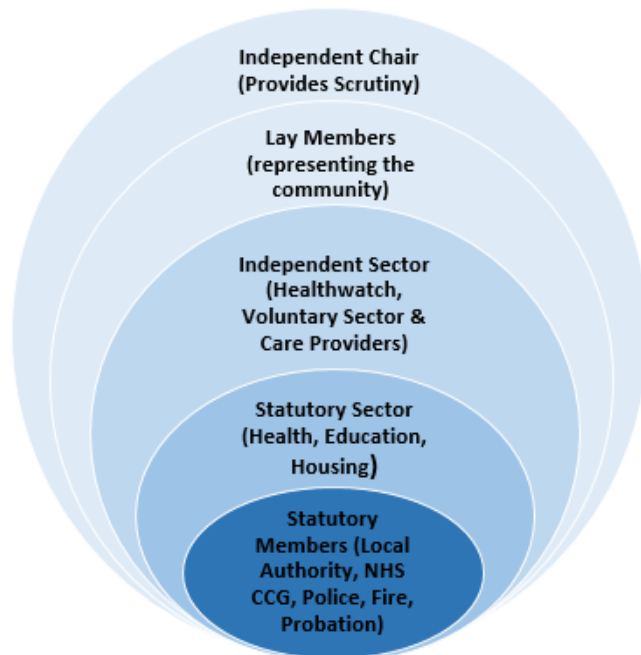 Independent Chair
(Provides Scrutiny)
Lay Members
(representing the
community)
Independent Sector
(Healthwatch,
Voluntary Sector &
Care Providers)
Statutory Sector
(Health, Education,
Housing)
Statutory
Members (Local
Authority, NHS
CCG, Police, Fire,
Probation)